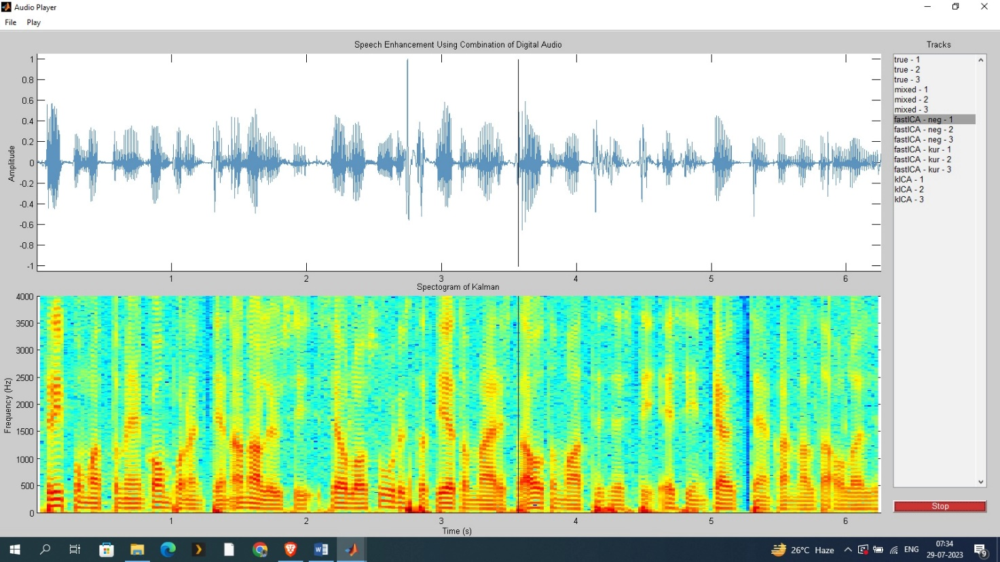 Audio Player
File Play
Speech Enhancement Using Combination of Digital Audio
Tracks
1
0.8
0.6
0.4
0.2
0
-0.2
-0.4
-0.6
-0.8
-1
Amplitude
1 2 3 4 5 6
true - 1
true - 2
true - 3
mixed - 1
mixed - 2
mixed - 3
fastICA - neg - 1
fastICA - neg - 2
fastICA - neg - 3
fastICA - kur - 1
fastICA - kur - 2
fastICA - kur - 3
kICA - 1
kICA - 2
kICA - 3
Spectogram of Kalman
4000
3500
3000
2500
2000
1500
1000
500
0
Frequency (Hz)
1 2 3 4 5 6
Time (s)
Stop
26°C Haze
ENG
07:34
29-07-2023
9